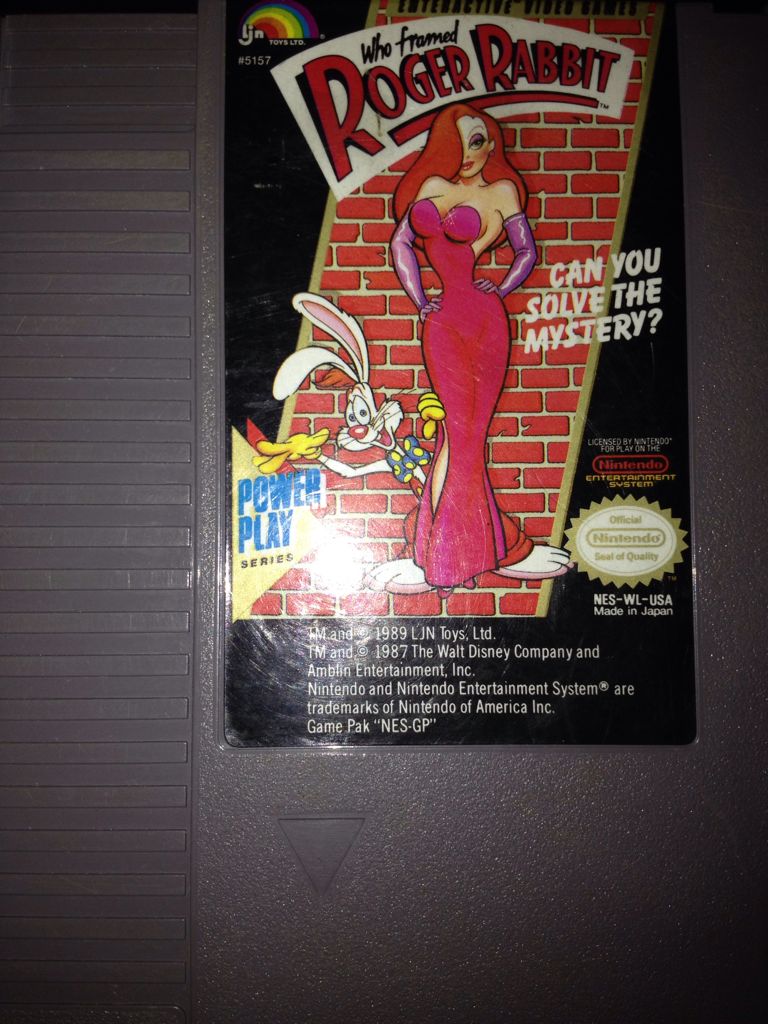 INTERACTIVE VIDEO GAMES
ljn
TOYS LTD.
®
#5157
Who framed
ROGER RABBIT™
CAN YOU
SOLVE THE
MYSTERY?
POWER
PLAY
SERIES
LICENSED BY NINTENDO®
FOR PLAY ON THE
Nintendo
ENTERTAINMENT
SYSTEM
Official
Nintendo®
Seal of Quality
TM
NES-WL-USA
Made in Japan
TM and © 1989 LJN Toys, Ltd.
TM and © 1987 The Walt Disney Company and
Amblin Entertainment, Inc.
Nintendo and Nintendo Entertainment System® are
trademarks of Nintendo of America Inc.
Game Pak "NES-GP"